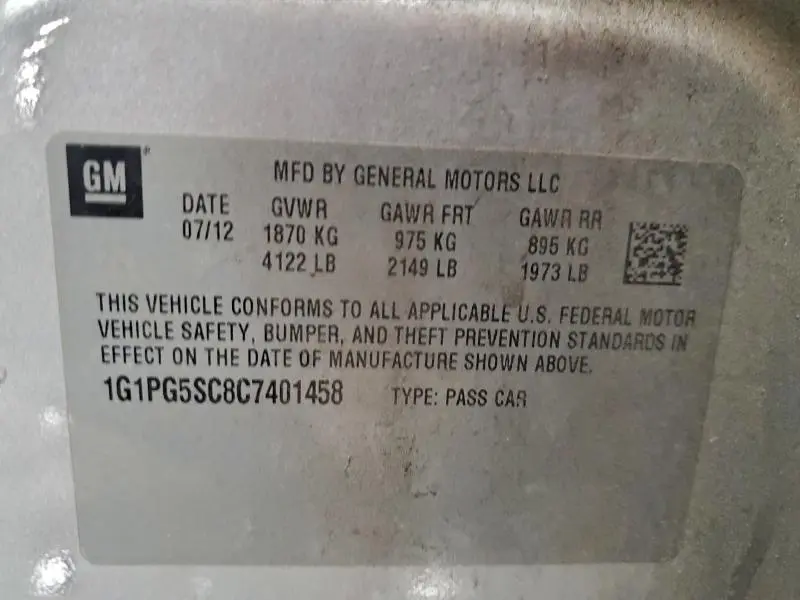 GM
MFD BY GENERAL MOTORS LLC
DATE GVWR GAWR FRT GAWR RR
07/12 1870 KG 975 KG 895 KG
4122 LB 2149 LB 1973 LB
THIS VEHICLE CONFORMS TO ALL APPLICABLE U.S. FEDERAL MOTOR
VEHICLE SAFETY, BUMPER, AND THEFT PREVENTION STANDARDS IN
EFFECT ON THE DATE OF MANUFACTURE SHOWN ABOVE.
1G1PG5SC8C7401458 TYPE: PASS CAR